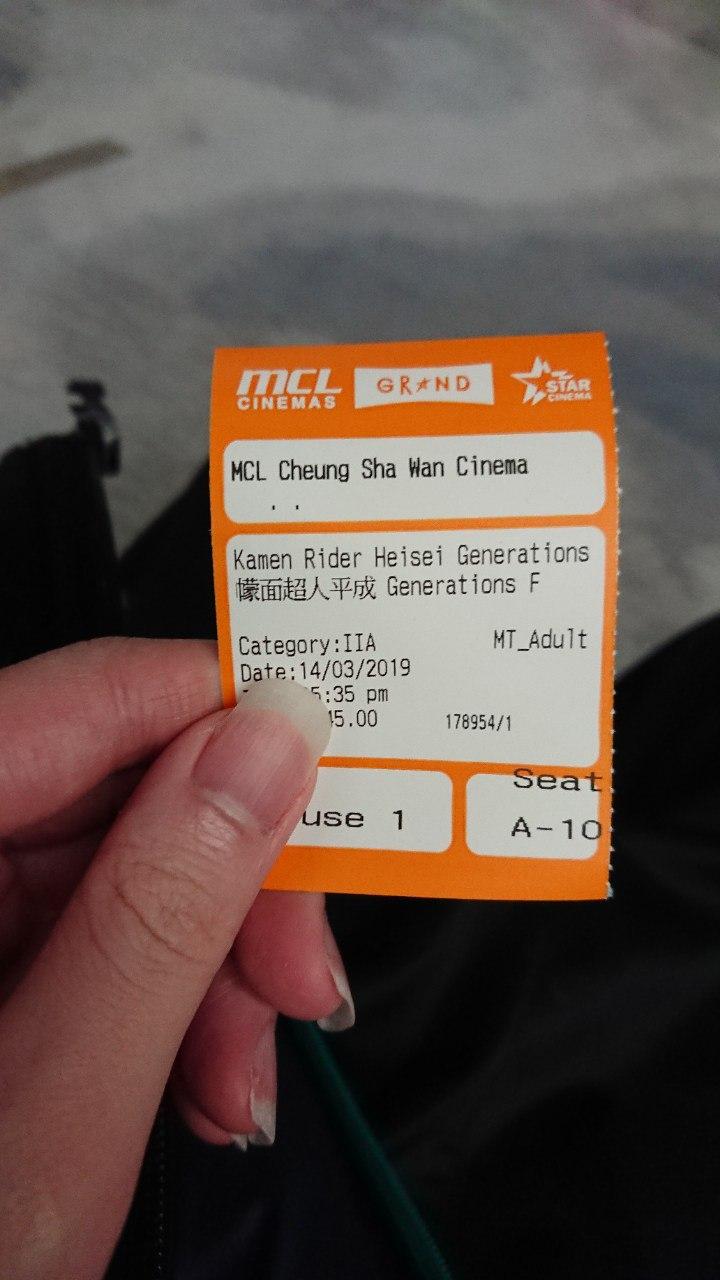 MCL CINEMAS GRAND STAR CINEMA
MCL Cheung Sha Wan Cinema
. .
Kamen Rider Heisei Generations
幪面超人平成 Generations F
Category:IIA MT_Adult
Date:14/03/2019
5:35 pm
45.00 178954/1
use 1
Seat
A-10